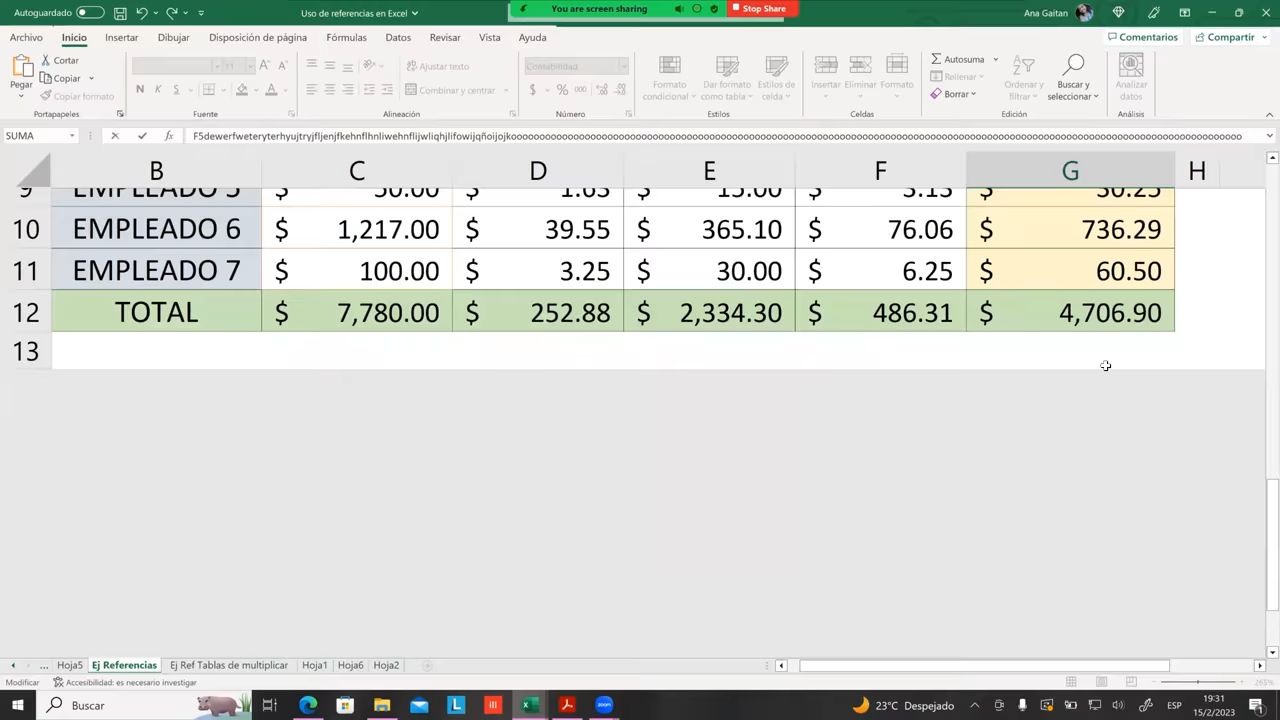 Autoguardado
Uso de referencias en Excel
You are screen sharing
Stop Share
Ana Gaitan
Archivo Inicio Insertar Dibujar Disposición de página Fórmulas Datos Revisar Vista Ayuda
Comentarios
Compartir
Pegar
Cortar
Copiar
Copiar formato
Portapapeles
N K S
Fuente
Ajustar texto
Combinar y centrar
Alineación
Contabilidad
$ % 000
Número
Formato condicional
Dar formato como tabla
Estilos de celda
Estilos
Insertar Eliminar Formato
Celdas
Autosuma
Rellenar
Borrar
Ordenar y filtrar
Buscar y seleccionar
Edición
Analizar datos
Análisis
SUMA
fx
B C D E F G H
9 EMPLEADO 5 $ 50.00 $ 1.63 $ 15.00 $ 3.13 $ 30.25
10 EMPLEADO 6 $ 1,217.00 $ 39.55 $ 365.10 $ 76.06 $ 736.29
11 EMPLEADO 7 $ 100.00 $ 3.25 $ 30.00 $ 6.25 $ 60.50
12 TOTAL $ 7,780.00 $ 252.88 $ 2,334.30 $ 486.31 $ 4,706.90
13
... Hoja5 Ej Referencias Ej Ref Tablas de multiplicar Hoja1 Hoja6 Hoja2
Modificar Accesibilidad: es necesario investigar
265%
Buscar
zoom
23°C Despejado
ESP
19:31
15/2/2023